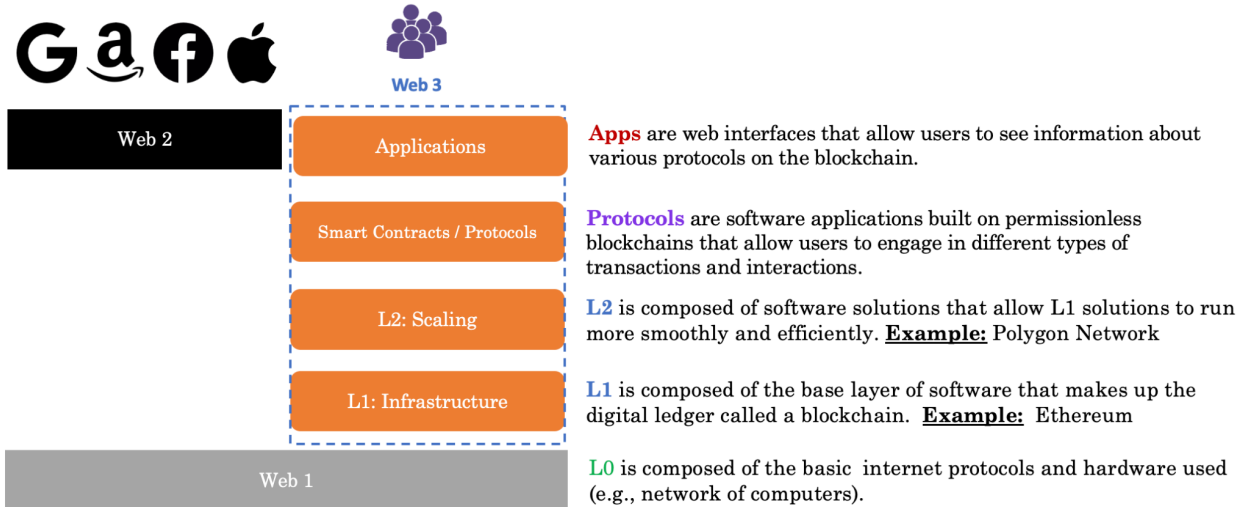 Web 3
Web 2
Applications
Apps are web interfaces that allow users to see information about
various protocols on the blockchain.
Smart Contracts / Protocols
Protocols are software applications built on permissionless
blockchains that allow users to engage in different types of
transactions and interactions.
L2: Scaling
L2 is composed of software solutions that allow L1 solutions to run
more smoothly and efficiently. Example: Polygon Network
L1: Infrastructure
L1 is composed of the base layer of software that makes up the
digital ledger called a blockchain. Example: Ethereum
Web 1
L0 is composed of the basic internet protocols and hardware used
(e.g., network of computers).